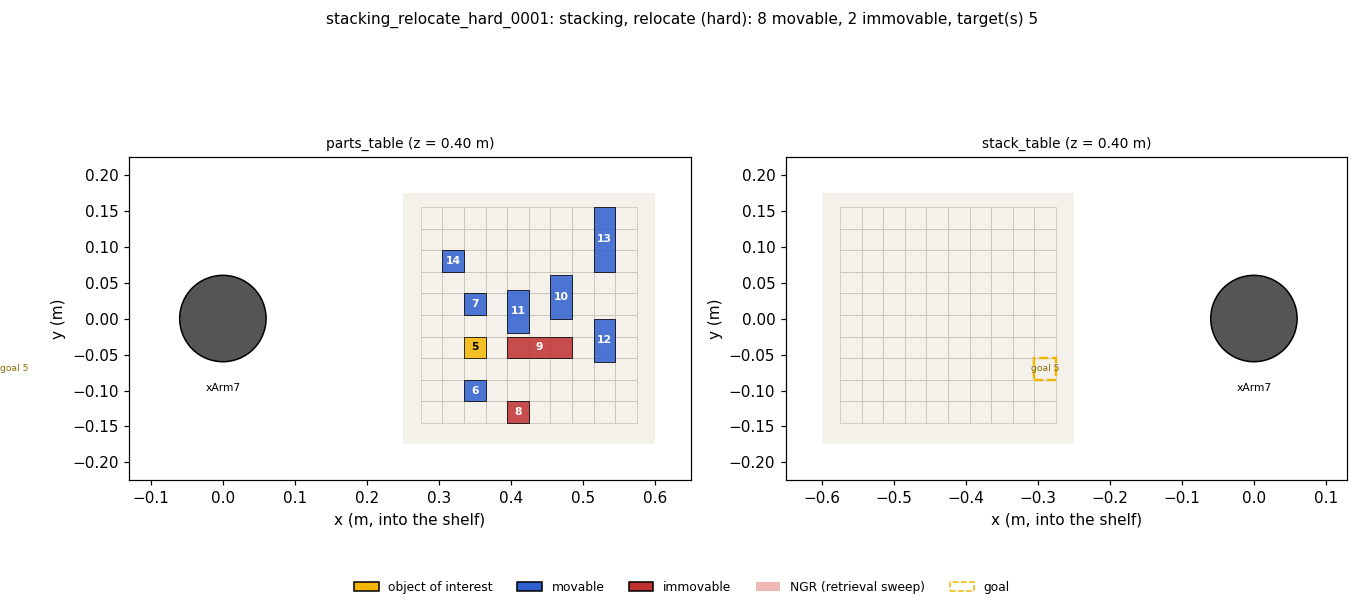 stacking_relocate_hard_0001: stacking, relocate (hard): 8 movable, 2 immovable, target(s) 5
parts_table (z = 0.40 m)
stack_table (z = 0.40 m)
0.20
0.15
0.10
0.05
0.00
−0.05
−0.10
−0.15
−0.20
y (m)
goal 5
xArm7
13
14
10
7
11
12
5
9
6
8
−0.1
0.0
0.1
0.2
0.3
0.4
0.5
0.6
x (m, into the shelf)
0.20
0.15
0.10
0.05
0.00
−0.05
−0.10
−0.15
−0.20
y (m)
goal 5
xArm7
−0.6
−0.5
−0.4
−0.3
−0.2
−0.1
0.0
0.1
x (m, into the shelf)
object of interest
movable
immovable
NGR (retrieval sweep)
goal